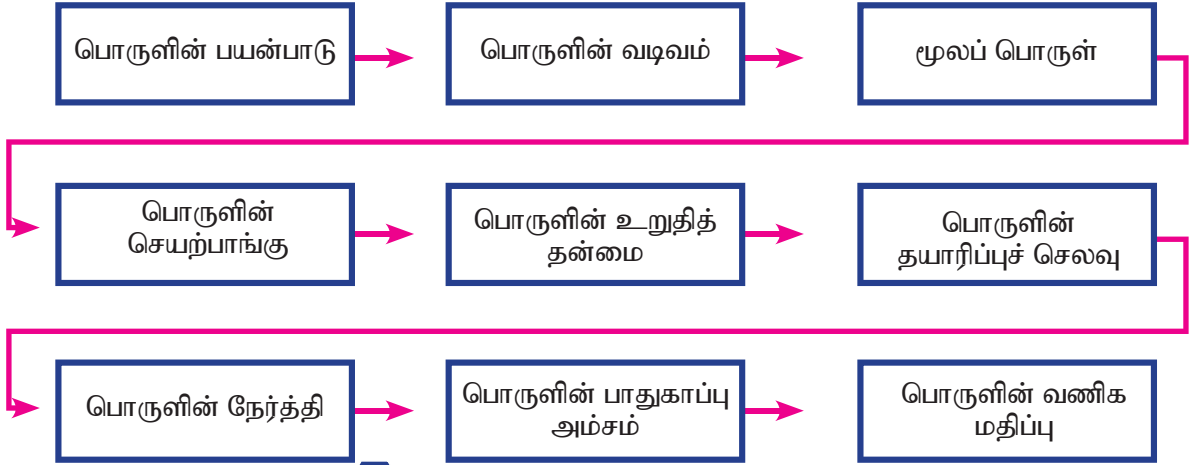 பொருளின் பயன்பாடு
பொருளின் வடிவம்
மூலப் பொருள்
பொருளின்
செயற்பாங்கு
பொருளின் உறுதித்
தன்மை
பொருளின்
தயாரிப்புச் செலவு
பொருளின் நேர்த்தி
பொருளின் பாதுகாப்பு
அம்சம்
பொருளின் வணிக
மதிப்பு